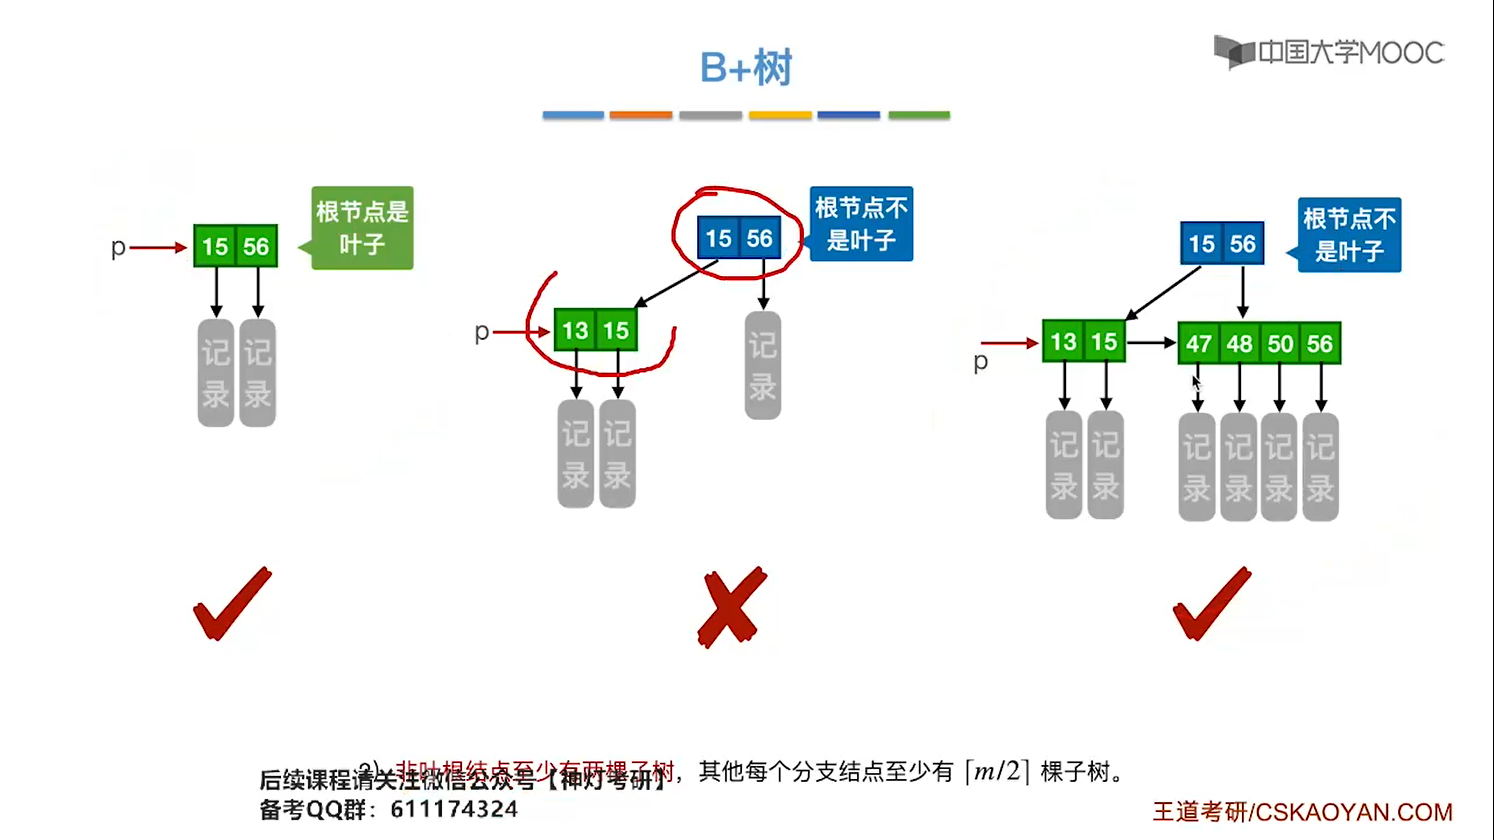 中国大学MOOC
B+树
根节点是
叶子
p
15 56
记录 记录
根节点不
是叶子
15 56
p
13 15
记录
记录 记录
根节点不
是叶子
15 56
p
13 15
47 48 50 56
记录 记录
记录 记录 记录 记录
2) 非叶根结点至少有两棵子树，其他每个分支结点至少有 ⌈m/2⌉ 棵子树。
后续课程请关注微信公众号【神灯考研】
备考QQ群：611174324
王道考研/CSKAOYAN.COM